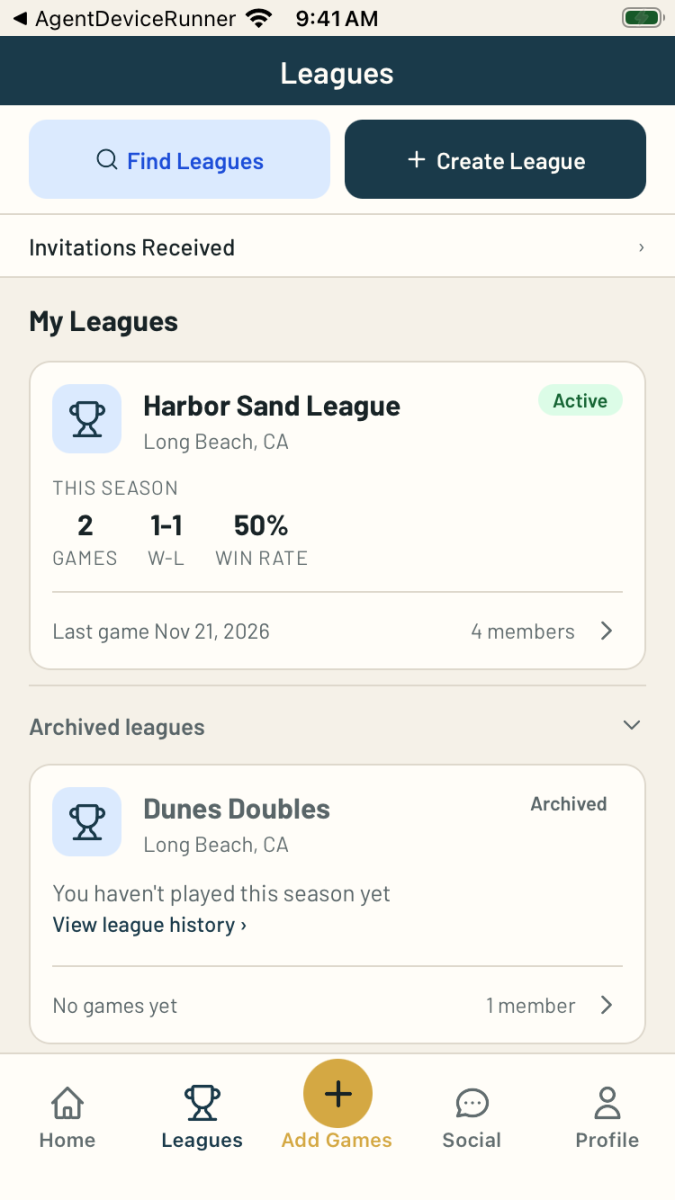 ◀ AgentDeviceRunner 9:41 AM
Leagues
Find Leagues
+ Create League
Invitations Received ›
My Leagues
Harbor Sand League
Active
Long Beach, CA
THIS SEASON
2 1-1 50%
GAMES W-L WIN RATE
Last game Nov 21, 2026 4 members
Archived leagues
Dunes Doubles
Archived
Long Beach, CA
You haven't played this season yet
View league history ›
No games yet 1 member
Home Leagues Add Games Social Profile